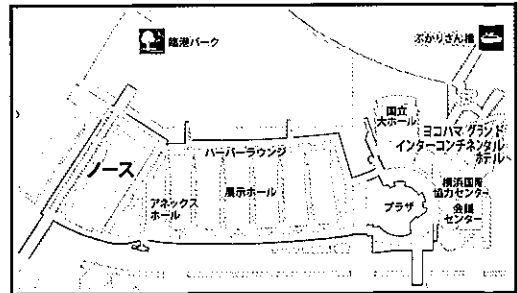 臨港パーク
ぷかりさん橋
国立
大ホール
ヨコハマ グランド
インターコンチネンタル
ホテル
ハーバーラウンジ
ノース
展示ホール
アネックス
ホール
プラザ
横浜国際
協力センター
会議
センター